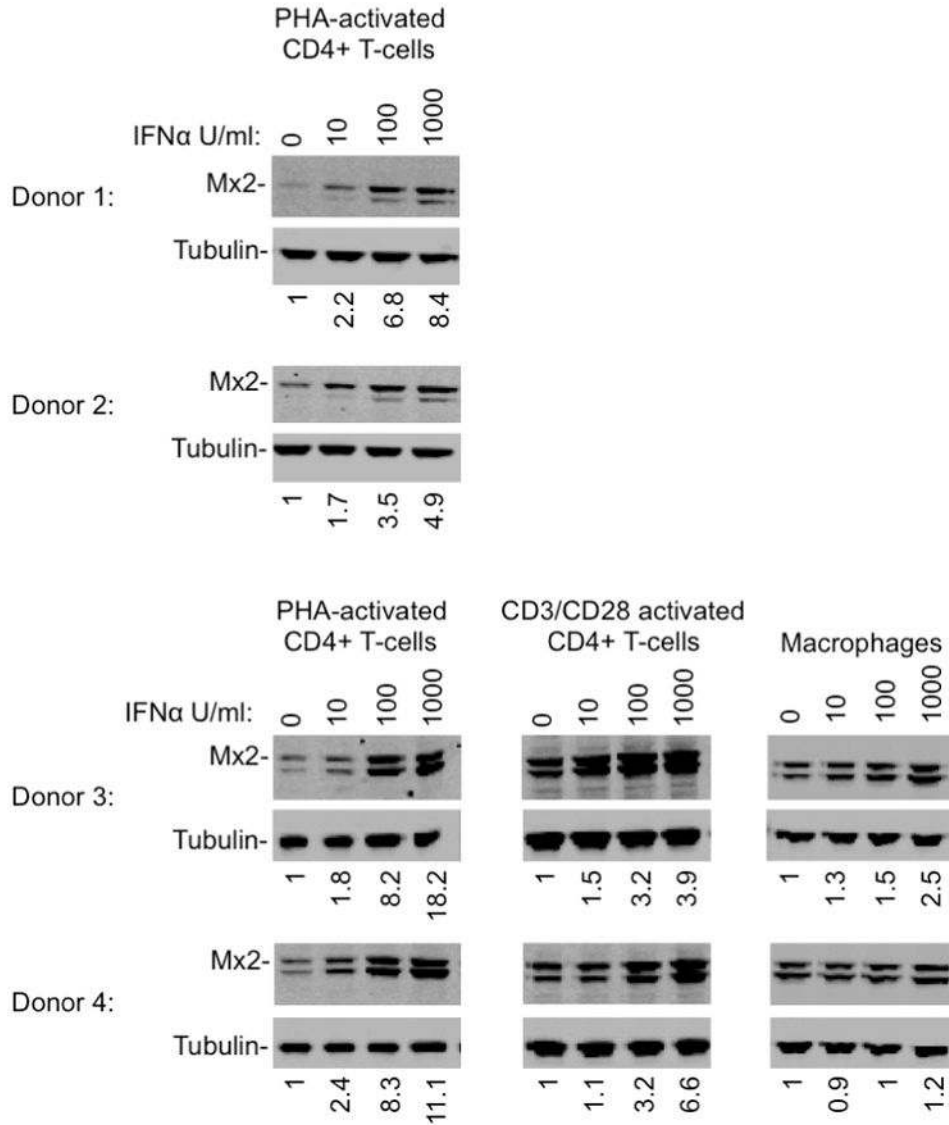 PHA-activated
CD4+ T-cells
IFNα U/ml: 0 10 100 1000
Donor 1:
Mx2-
Tubulin-
1 2.2 6.8 8.4
Donor 2:
Mx2-
Tubulin-
1 1.7 3.5 4.9
PHA-activated
CD4+ T-cells
CD3/CD28 activated
CD4+ T-cells
Macrophages
IFNα U/ml: 0 10 100 1000 0 10 100 1000 0 10 100 1000
Donor 3:
Mx2-
Tubulin-
1 1.8 8.2 18.2 1 1.5 3.2 3.9 1 1.3 1.5 2.5
Donor 4:
Mx2-
Tubulin-
1 2.4 8.3 11.1 1 1.1 3.2 6.6 1 0.9 1 1.2